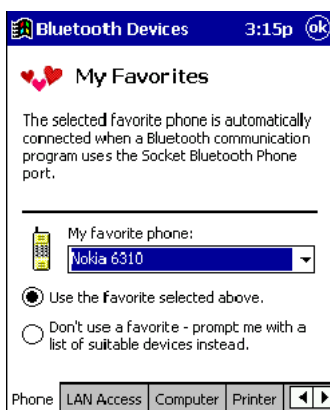 Bluetooth Devices 3:15p ok
My Favorites
The selected favorite phone is automatically
connected when a Bluetooth communication
program uses the Socket Bluetooth Phone
port.
My favorite phone:
Nokia 6310
Use the favorite selected above.
Don't use a favorite - prompt me with a
list of suitable devices instead.
Phone LAN Access Computer Printer